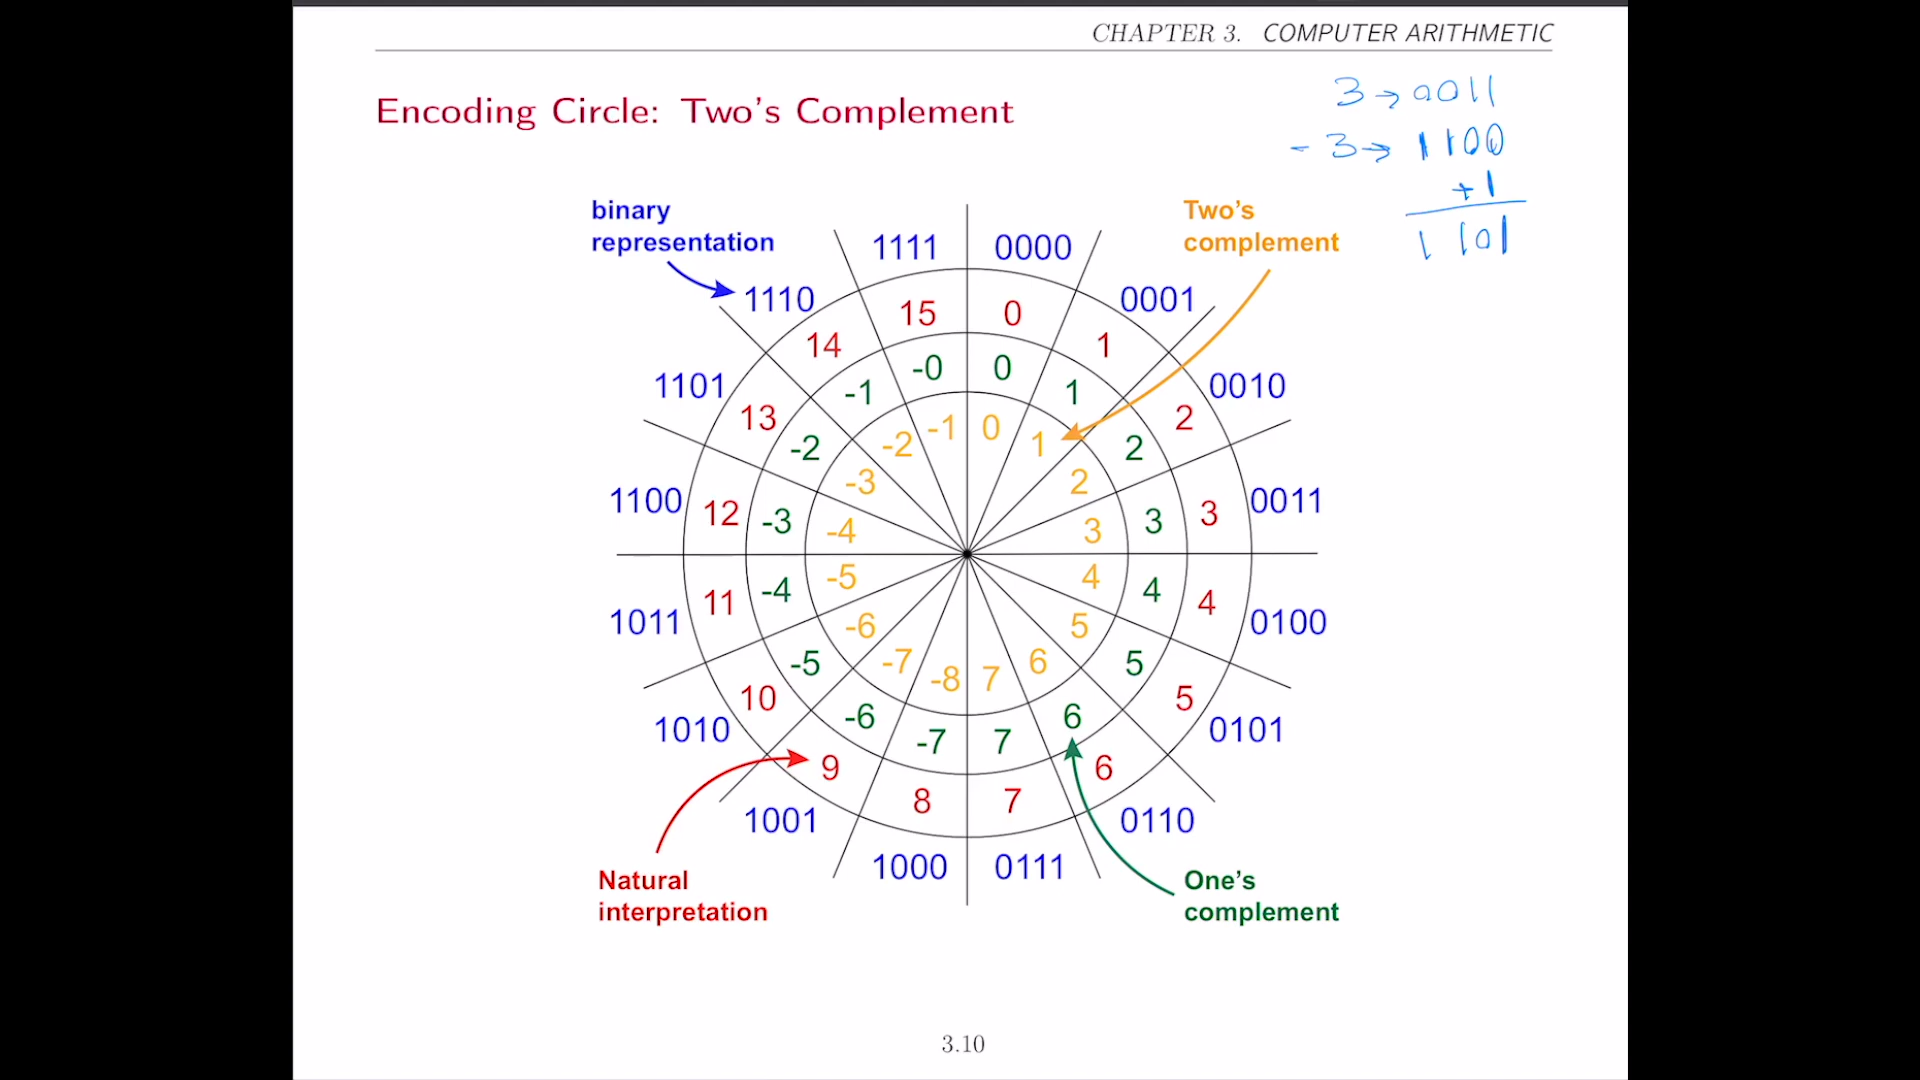 CHAPTER 3. COMPUTER ARITHMETIC
Encoding Circle: Two's Complement
3 → 0011
- 3 → 1100
+1
1101
binary
representation
Two's
complement
1111 0000
1110 0001
15 0
14 1
1101 0010
-0 0
-1 1
13 2
-1 0
-2 1
-2 2
-3 2
1100 0011
12 -3 -4 3 3 3
11 -4 -5 4 4 4
1011 0100
-6 5
-5 5
-7 6
-8 7
10 5
1010 0101
-6 6
-7 7
9 6
8 7
1001 0110
1000 0111
Natural
interpretation
One's
complement
3.10